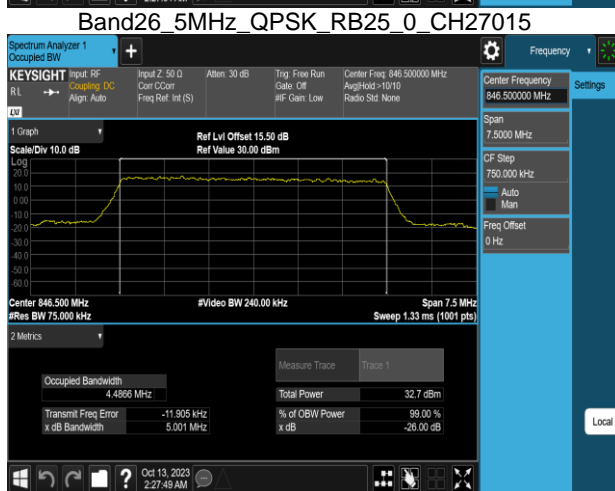 Band26_5MHz_QPSK_RB25_0_CH27015
Spectrum Analyzer 1
Occupied BW
Frequency
KEYSIGHT
RL
LXI
Input: RF
Coupling: DC
Align: Auto
Input Z: 50 Ω
Corr CCorr
Freq Ref: Int (S)
Atten: 30 dB
Trig: Free Run
Gate: Off
#IF Gain: Low
Center Freq: 846.500000 MHz
Avg|Hold:>10/10
Radio Std: None
Center Frequency
846.500000 MHz
Settings
Span
7.5000 MHz
CF Step
750.000 kHz
Auto
Man
Freq Offset
0 Hz
Local
1 Graph
Scale/Div 10.0 dB
Ref Lvl Offset 15.50 dB
Ref Value 30.00 dBm
Log
20.0
10.0
0.00
-10.0
-20.0
-30.0
-40.0
-50.0
-60.0
Center 846.500 MHz
#Res BW 75.000 kHz
#Video BW 240.00 kHz
Span 7.5 MHz
Sweep 1.33 ms (1001 pts)
2 Metrics
Measure Trace
Trace 1
Occupied Bandwidth
4.4866 MHz
Total Power
32.7 dBm
Transmit Freq Error
-11.905 kHz
% of OBW Power
99.00 %
x dB Bandwidth
5.001 MHz
x dB
-26.00 dB
?
Oct 13, 2023
2:27:49 AM